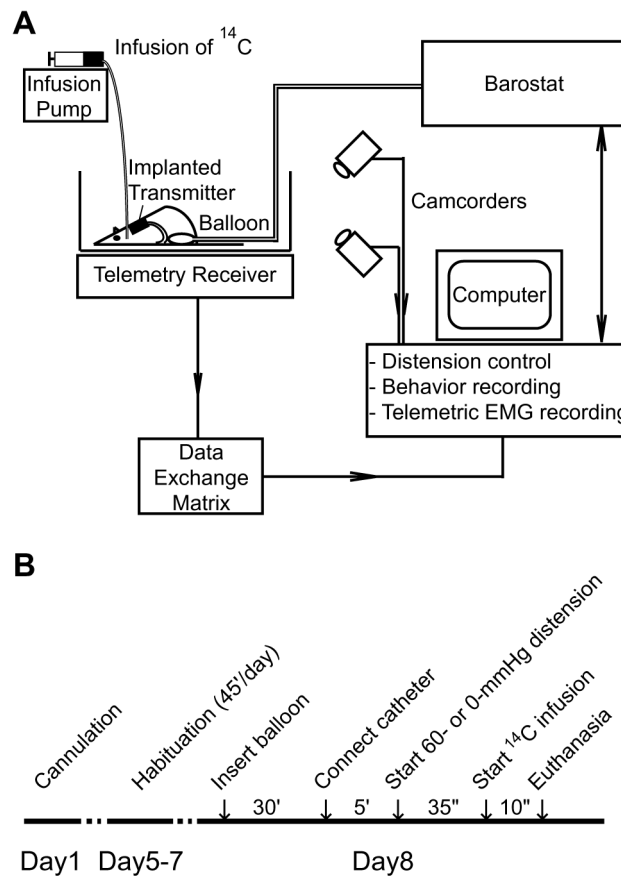 A
Infusion of ¹⁴C
Infusion
Pump
Barostat
Implanted
Transmitter
Balloon
Camcorders
Telemetry Receiver
Computer
- Distension control
- Behavior recording
- Telemetric EMG recording
Data
Exchange
Matrix
B
Cannulation
Habituation (45'/day)
Insert balloon
Connect catheter
Start 60- or 0-mmHg distension
Start ¹⁴C infusion
Euthanasia
30'
5'
35"
10"
Day1
Day5-7
Day8